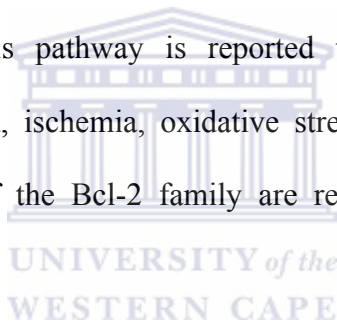 s pathway is reported
, ischemia, oxidative stre
the Bcl-2 family are re
UNIVERSITY of the
WESTERN CAPE